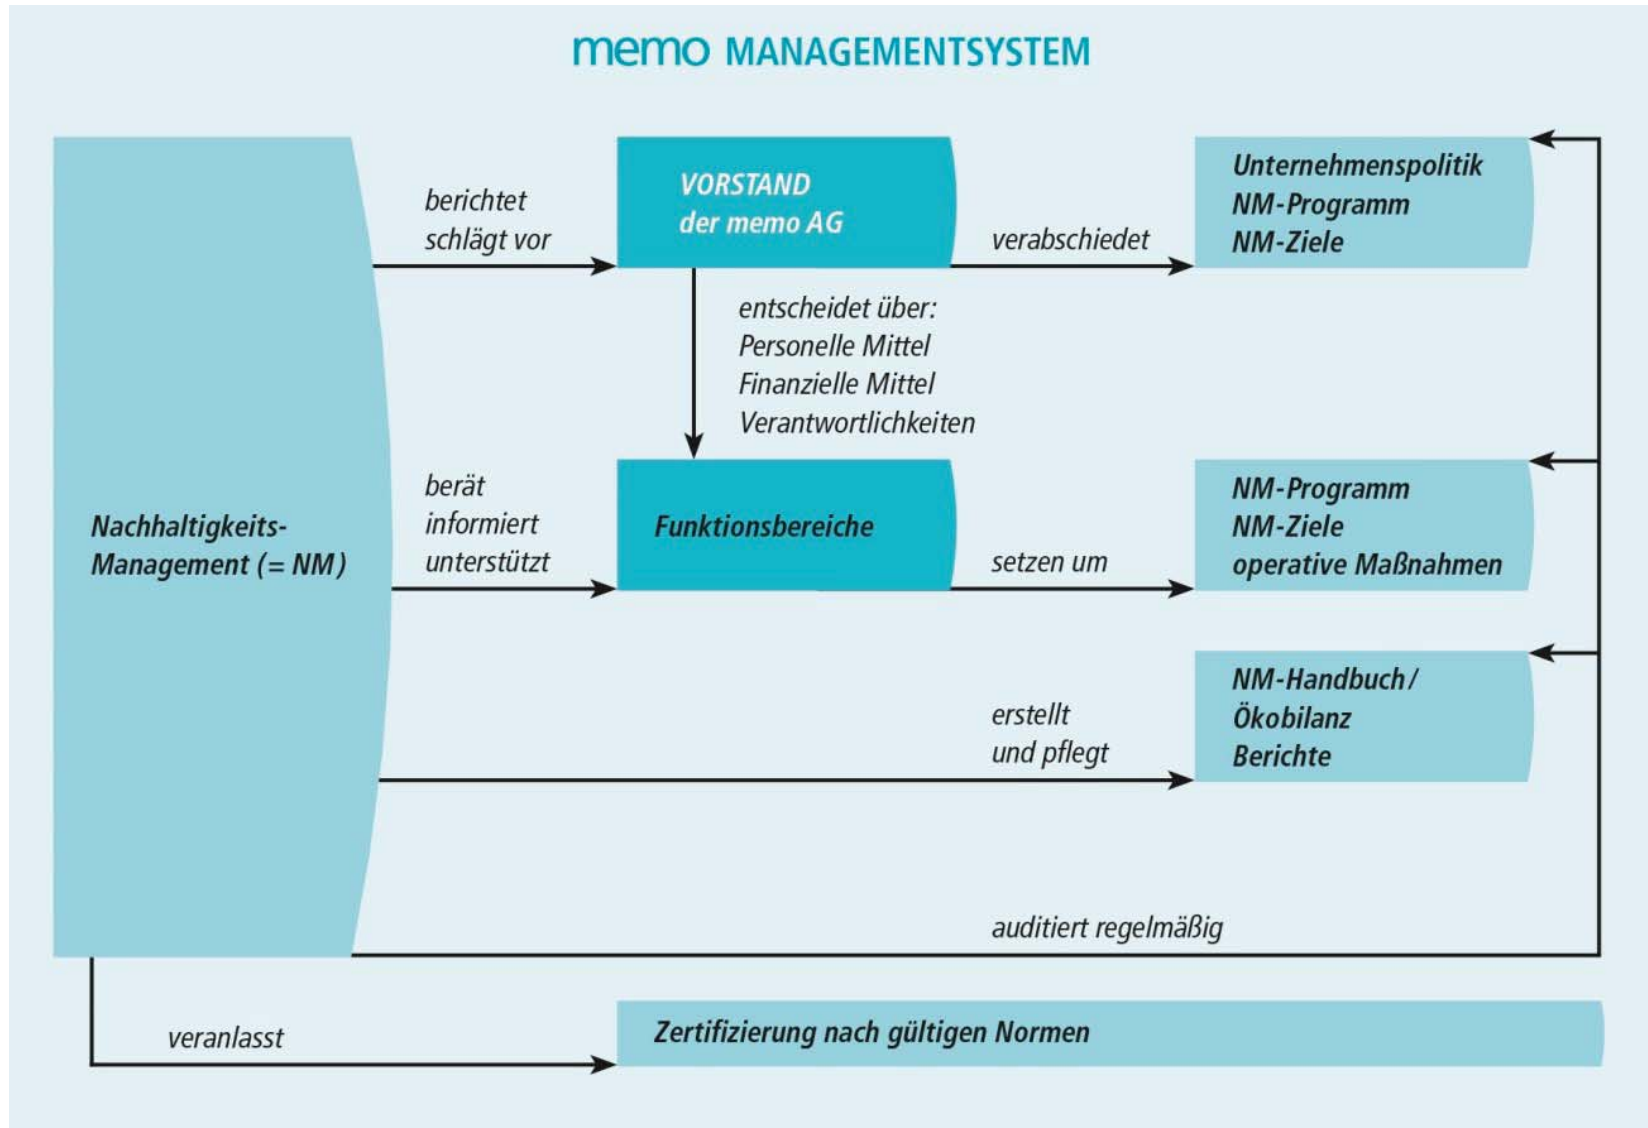 memo MANAGEMENTSYSTEM
berichtet
schlägt vor
VORSTAND
der memo AG
verabschiedet
Unternehmenspolitik
NM-Programm
NM-Ziele
entscheidet über:
Personelle Mittel
Finanzielle Mittel
Verantwortlichkeiten
Nachhaltigkeits-
Management (= NM)
berät
informiert
unterstützt
Funktionsbereiche
setzen um
NM-Programm
NM-Ziele
operative Maßnahmen
erstellt
und pflegt
NM-Handbuch/
Ökobilanz
Berichte
auditiert regelmäßig
veranlasst
Zertifizierung nach gültigen Normen